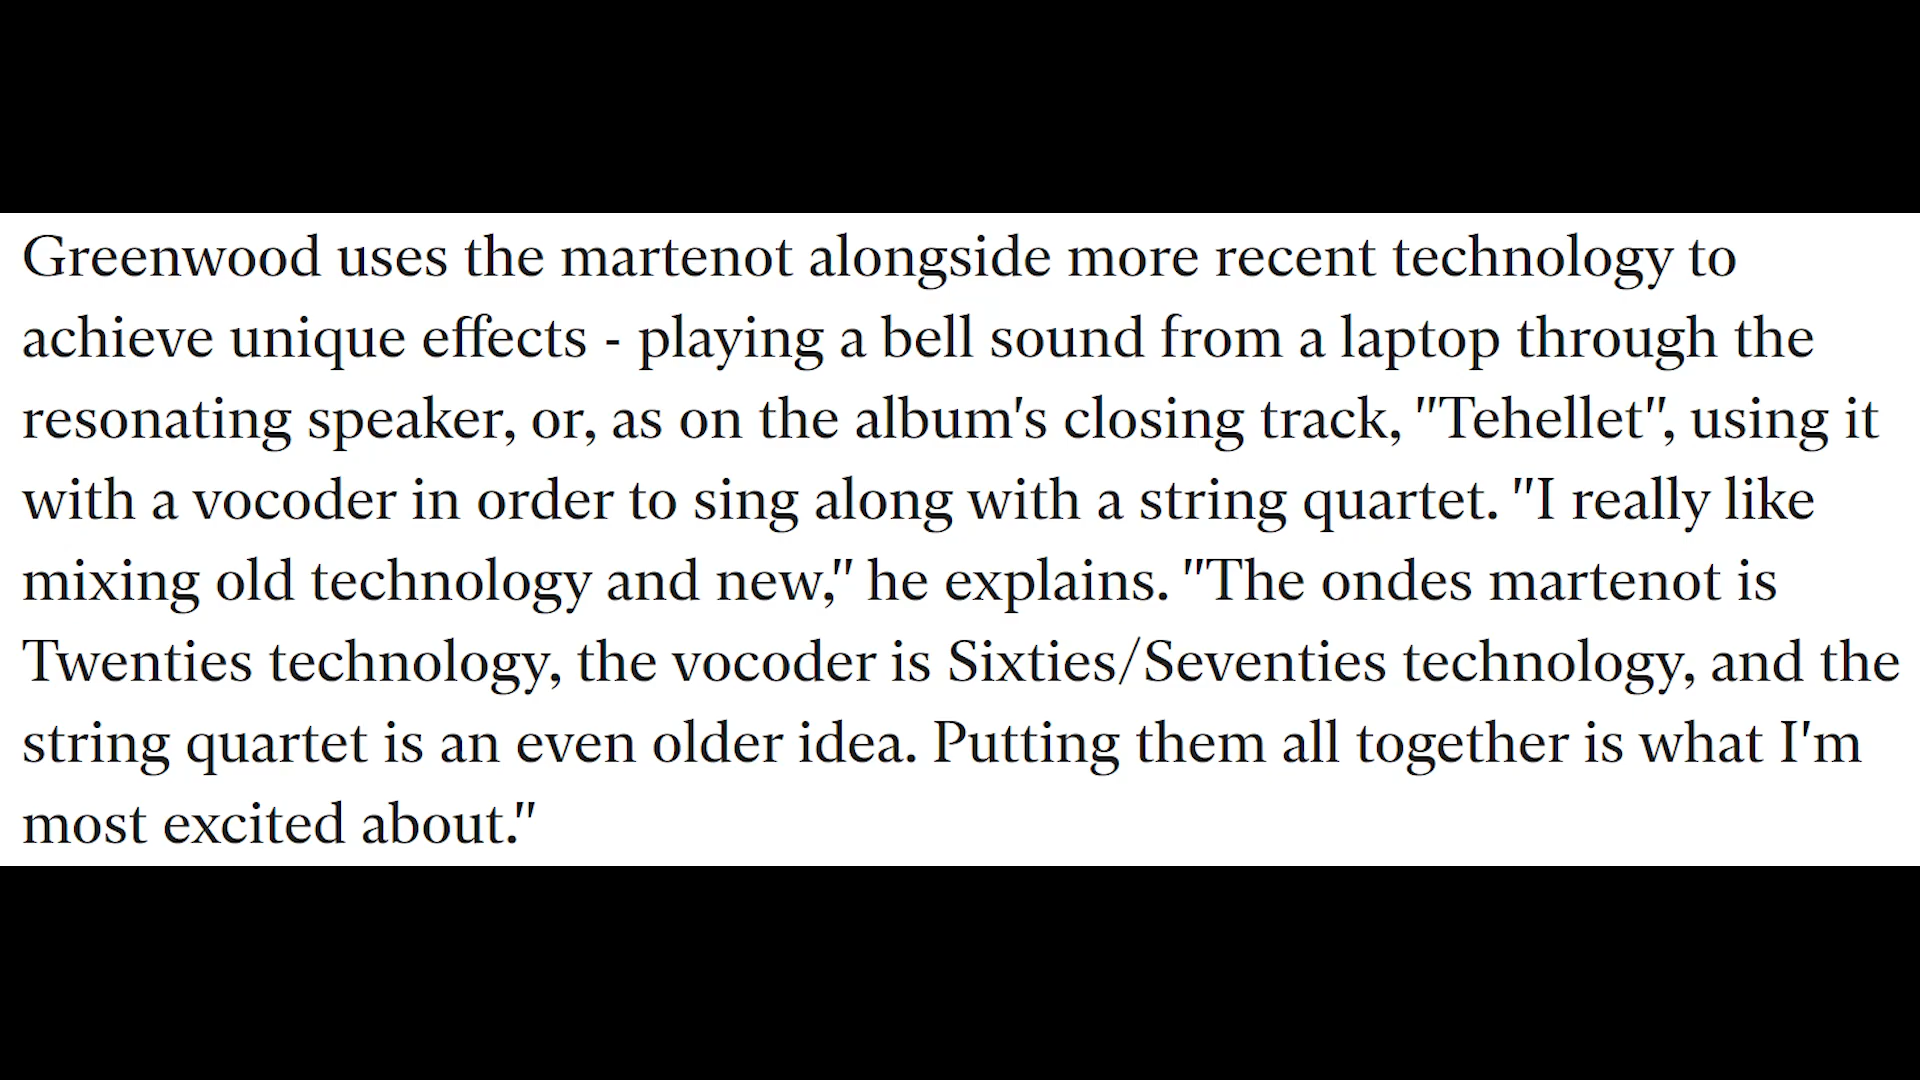 Greenwood uses the martenot alongside more recent technology to
achieve unique effects - playing a bell sound from a laptop through the
resonating speaker, or, as on the album's closing track, "Tehellet", using it
with a vocoder in order to sing along with a string quartet. "I really like
mixing old technology and new," he explains. "The ondes martenot is
Twenties technology, the vocoder is Sixties/Seventies technology, and the
string quartet is an even older idea. Putting them all together is what I'm
most excited about."